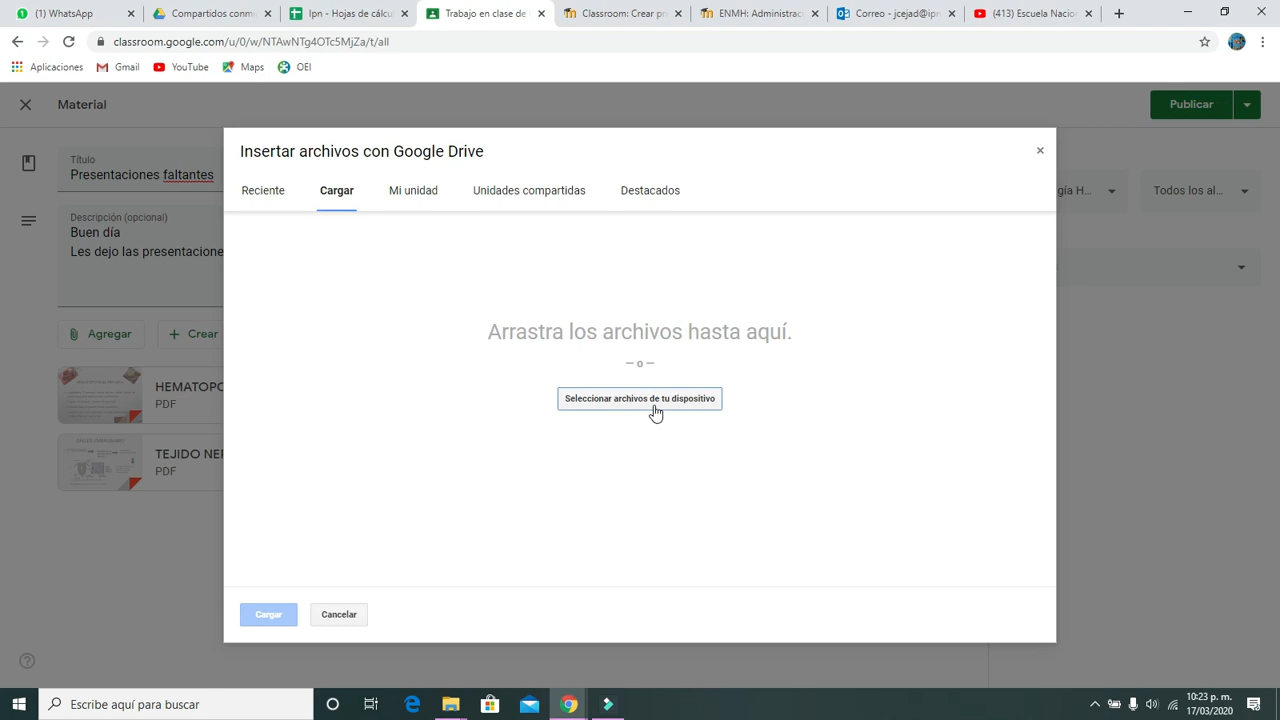 (1) WhatsApp
Compartidos conmi
Ipn - Hojas de cálcu
Trabajo en clase de
Classroom: Crear pr
ENMH: Administrac
Correo - jcejad@ipn
(413) Escuela Nacion
classroom.google.com/u/0/w/NTAwNTg4OTc5MjZa/t/all
Aplicaciones
Gmail
YouTube
Maps
OEI
Material
Publicar
Título
Presentaciones faltantes
Descripción (opcional)
Buen día
Les dejo las presentacione
Agregar
Crear
HEMATOPO
PDF
TEJIDO NER
PDF
gía H...
Todos los al...
Insertar archivos con Google Drive
Reciente
Cargar
Mi unidad
Unidades compartidas
Destacados
Arrastra los archivos hasta aquí.
— o —
Seleccionar archivos de tu dispositivo
Cargar
Cancelar
Escribe aquí para buscar
10:23 p. m.
17/03/2020